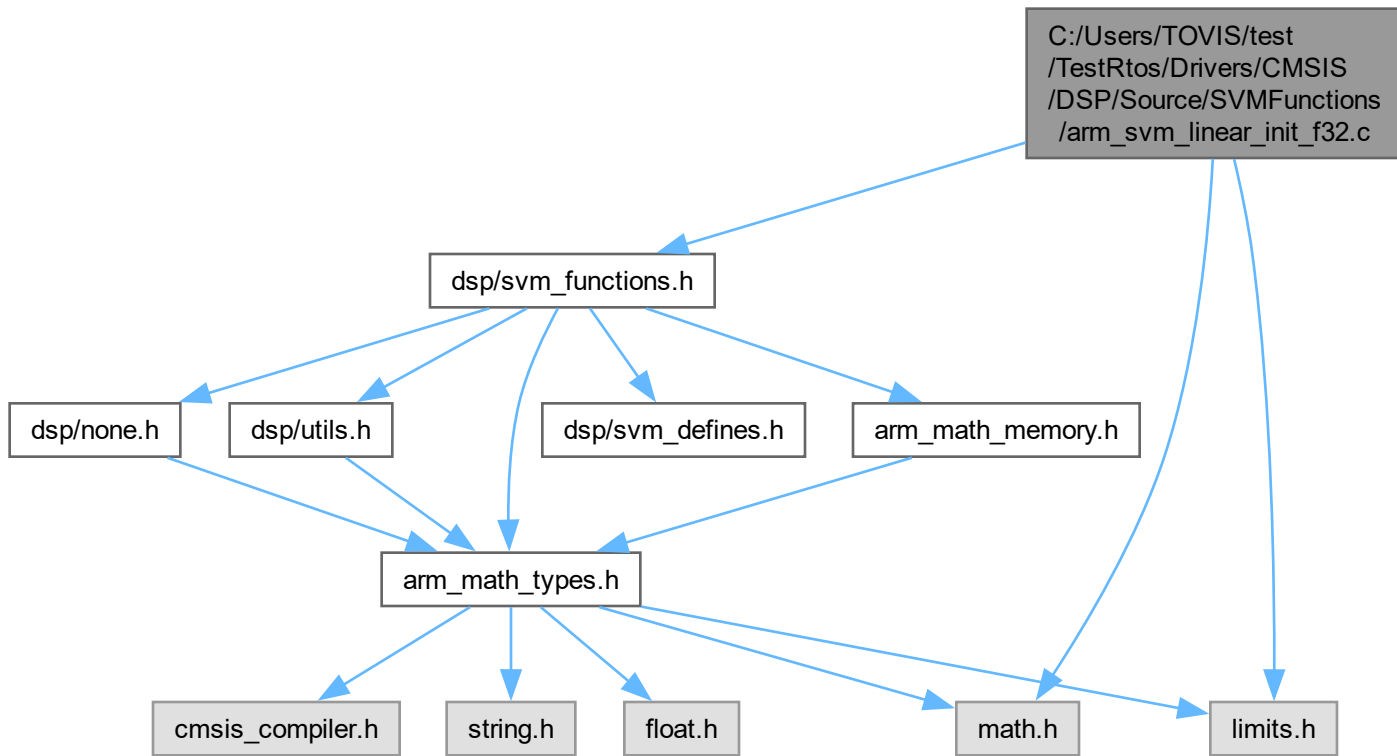 C:/Users/TOVIS/test
/TestRtos/Drivers/CMSIS
/DSP/Source/SVMFunctions
/arm_svm_linear_init_f32.c
dsp/svm_functions.h
dsp/none.h
dsp/utils.h
dsp/svm_defines.h
arm_math_memory.h
arm_math_types.h
cmsis_compiler.h
string.h
float.h
math.h
limits.h